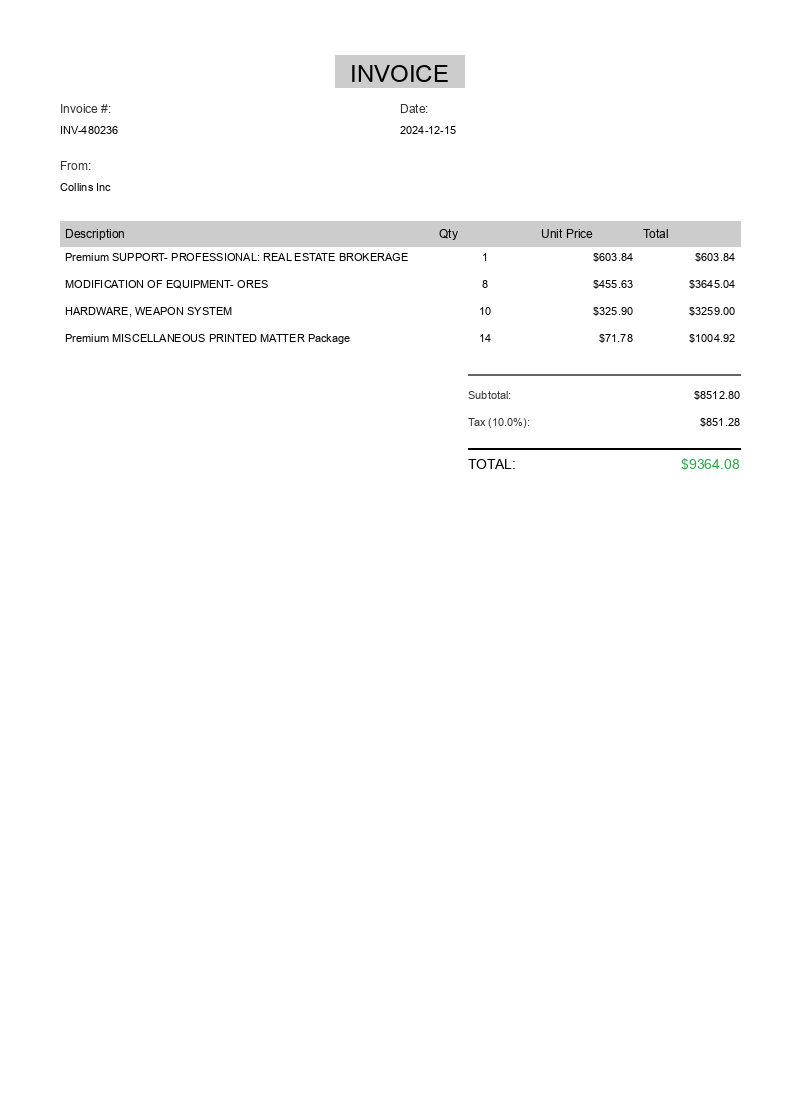 INVOICE
Invoice #: Date:
INV-480236 2024-12-15
From:
Collins Inc
Description Qty Unit Price Total
Premium SUPPORT- PROFESSIONAL: REAL ESTATE BROKERAGE 1 $603.84 $603.84
MODIFICATION OF EQUIPMENT- ORES 8 $455.63 $3645.04
HARDWARE, WEAPON SYSTEM 10 $325.90 $3259.00
Premium MISCELLANEOUS PRINTED MATTER Package 14 $71.78 $1004.92
Subtotal: $8512.80
Tax (10.0%): $851.28
TOTAL: $9364.08